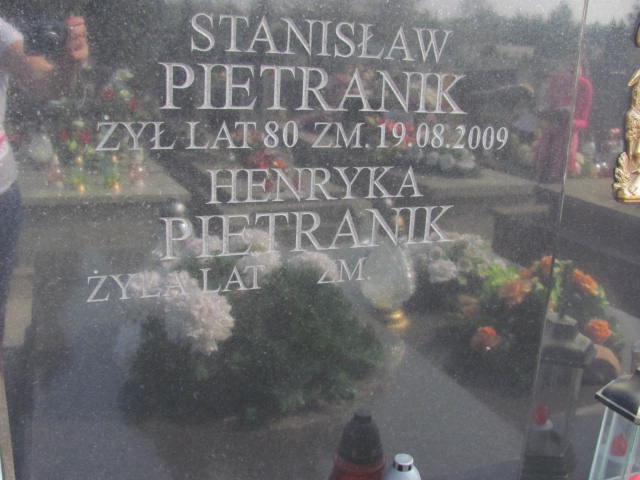 STANISŁAW
PIETRANIK
ŻYŁ LAT 80 ZM. 19.08.2009
HENRYKA
PIETRANIK
ŻYŁA LAT ZM.